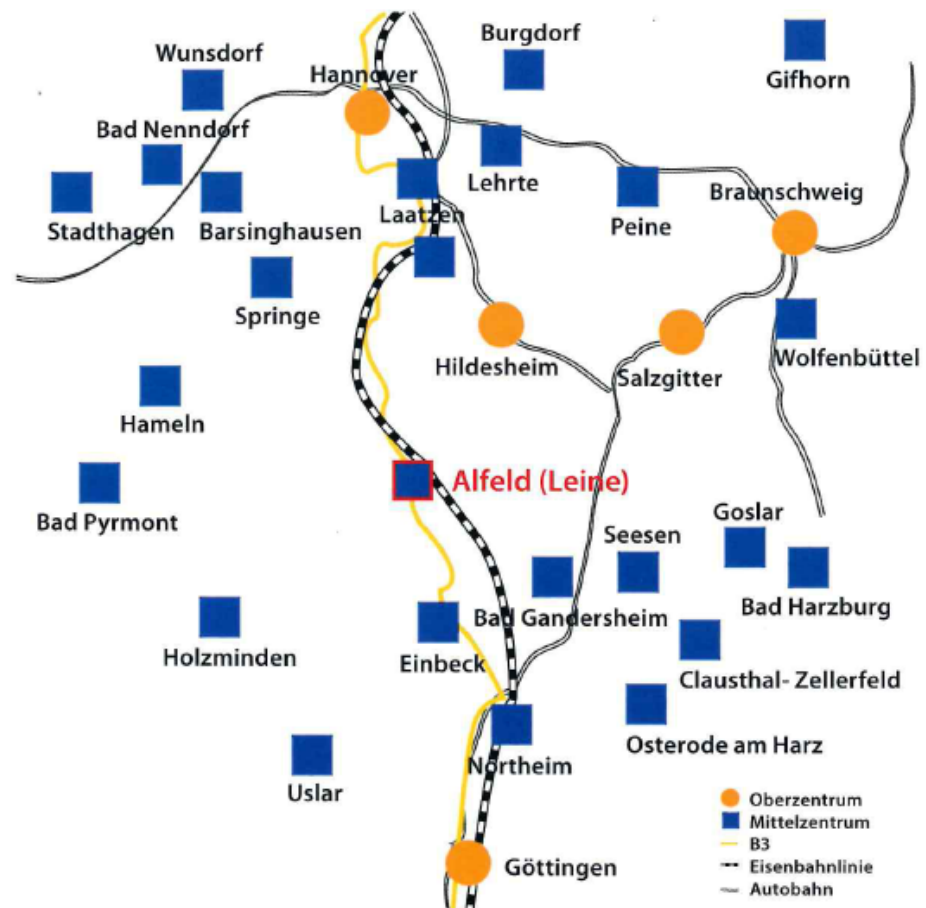 Burgdorf
Wunsdorf
Gifhorn
Hannover
Bad Nenndorf
Lehrte
Braunschweig
Laatzen
Peine
Stadthagen
Barsinghausen
Springe
Wolfenbüttel
Hildesheim
Salzgitter
Hameln
Alfeld (Leine)
Goslar
Bad Pyrmont
Seesen
Bad Harzburg
Bad Gandersheim
Holzminden
Einbeck
Clausthal- Zellerfeld
Osterode am Harz
Northeim
Uslar
Göttingen
Oberzentrum
Mittelzentrum
B3
Eisenbahnlinie
Autobahn